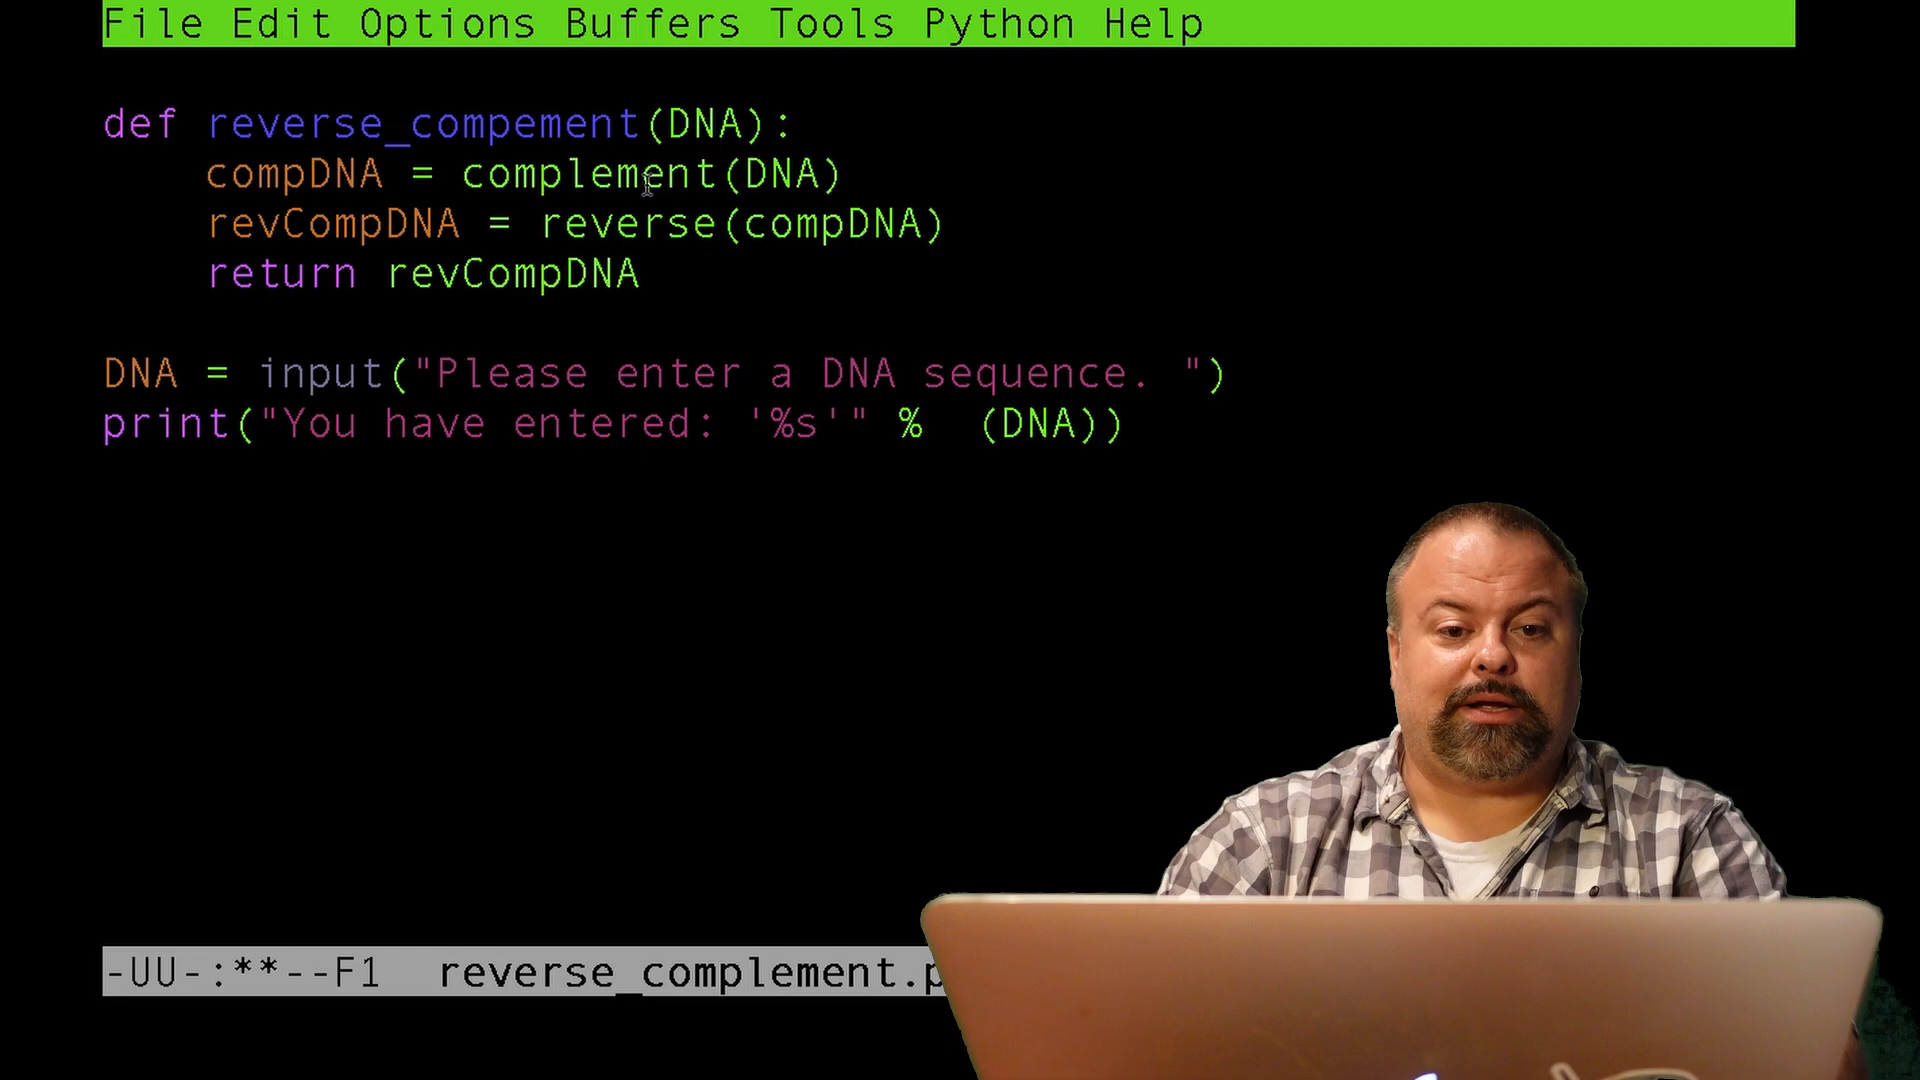 File Edit Options Buffers Tools Python Help
def reverse_compement(DNA):
    compDNA = complement(DNA)
    revCompDNA = reverse(compDNA)
    return revCompDNA
DNA = input("Please enter a DNA sequence. ")
print("You have entered: '%s'" %  (DNA))
-UU-:**--F1  reverse_complement.p